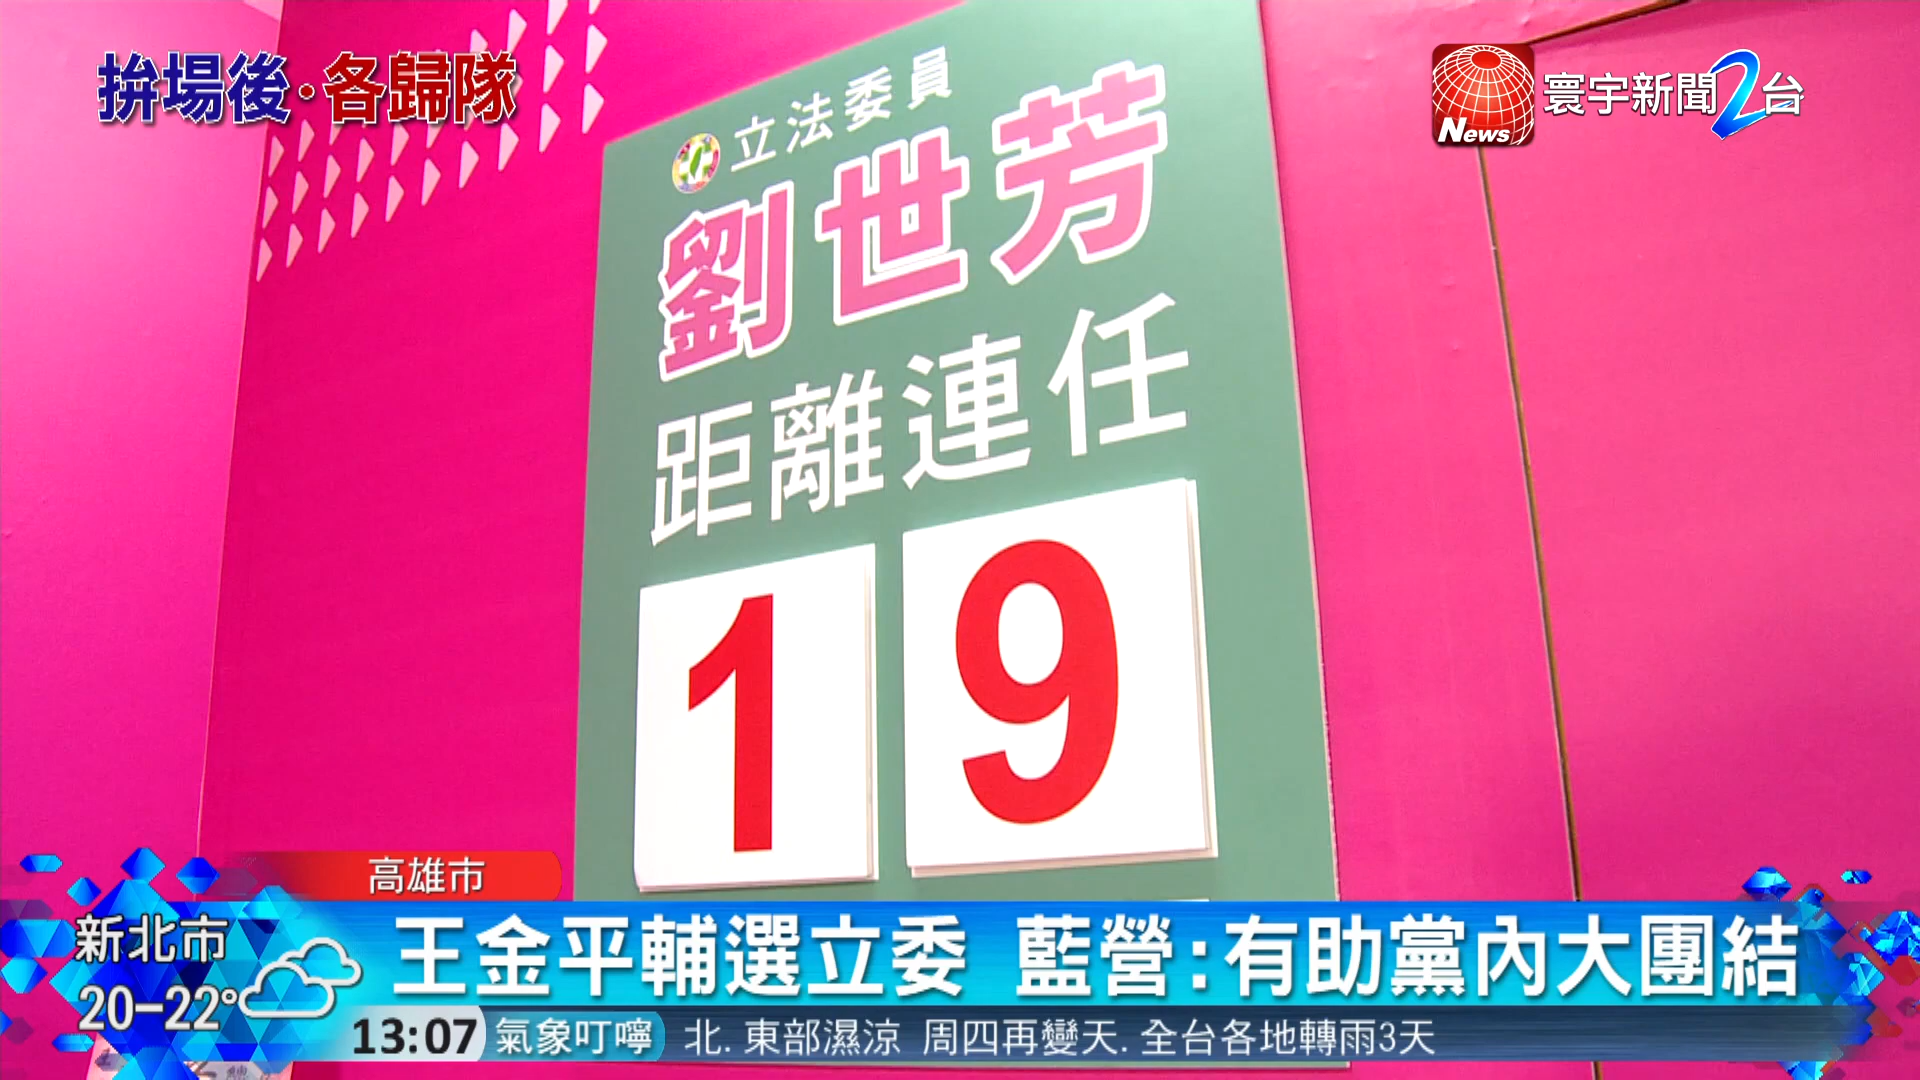 拚場後·各歸隊
News
寰宇新聞2台
立法委員
劉世芳
距離連任
19
高雄市
新北市
20-22°
王金平輔選立委 藍營:有助黨內大團結
13:07
氣象叮嚀
北.東部濕涼 周四再變天.全台各地轉雨3天